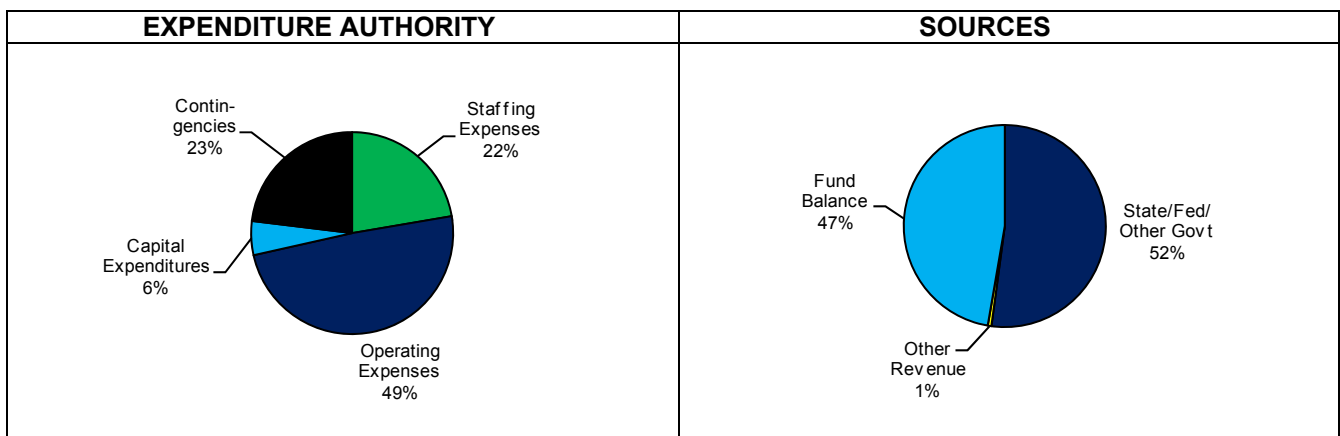 EXPENDITURE AUTHORITY
SOURCES
Contin-
gencies
23%
Staffing
Expenses
22%
Capital
Expenditures
6%
Operating
Expenses
49%
Fund
Balance
47%
State/Fed/
Other Govt
52%
Other
Revenue
1%